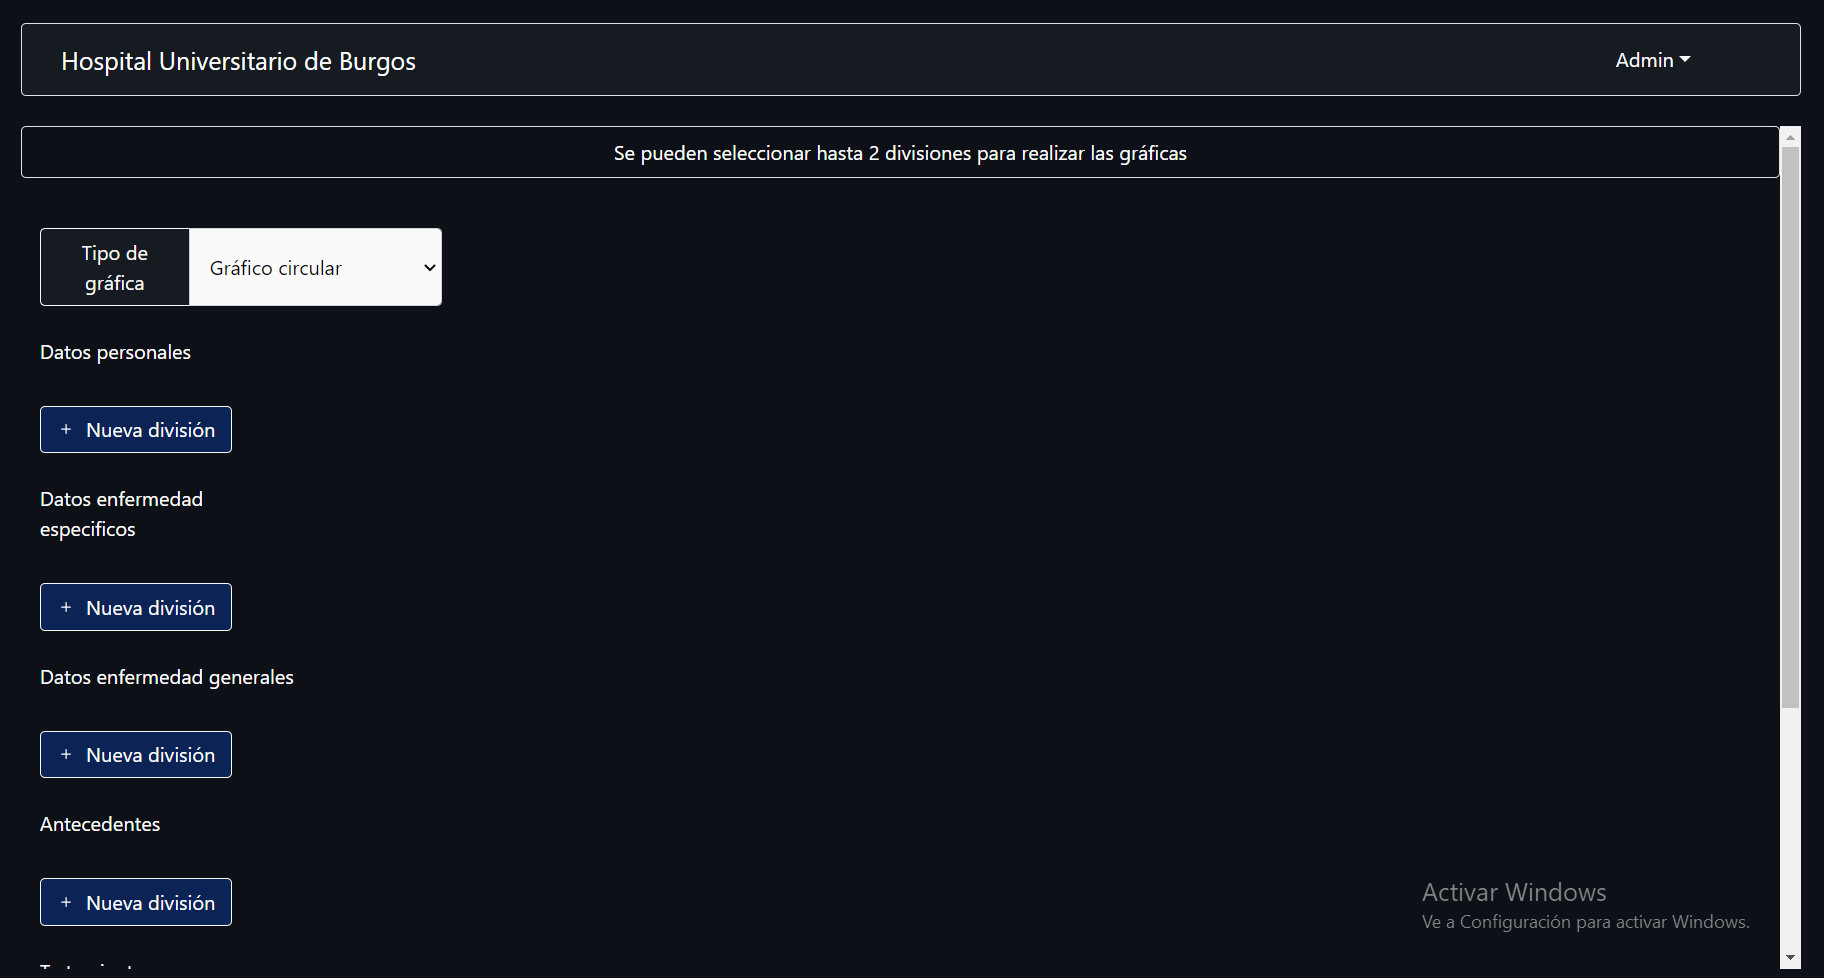 Hospital Universitario de Burgos
Admin
Se pueden seleccionar hasta 2 divisiones para realizar las gráficas
Tipo de
gráfica
Gráfico circular
Datos personales
+ Nueva división
Datos enfermedad
especificos
+ Nueva división
Datos enfermedad generales
+ Nueva división
Antecedentes
+ Nueva división
Activar Windows
Ve a Configuración para activar Windows.